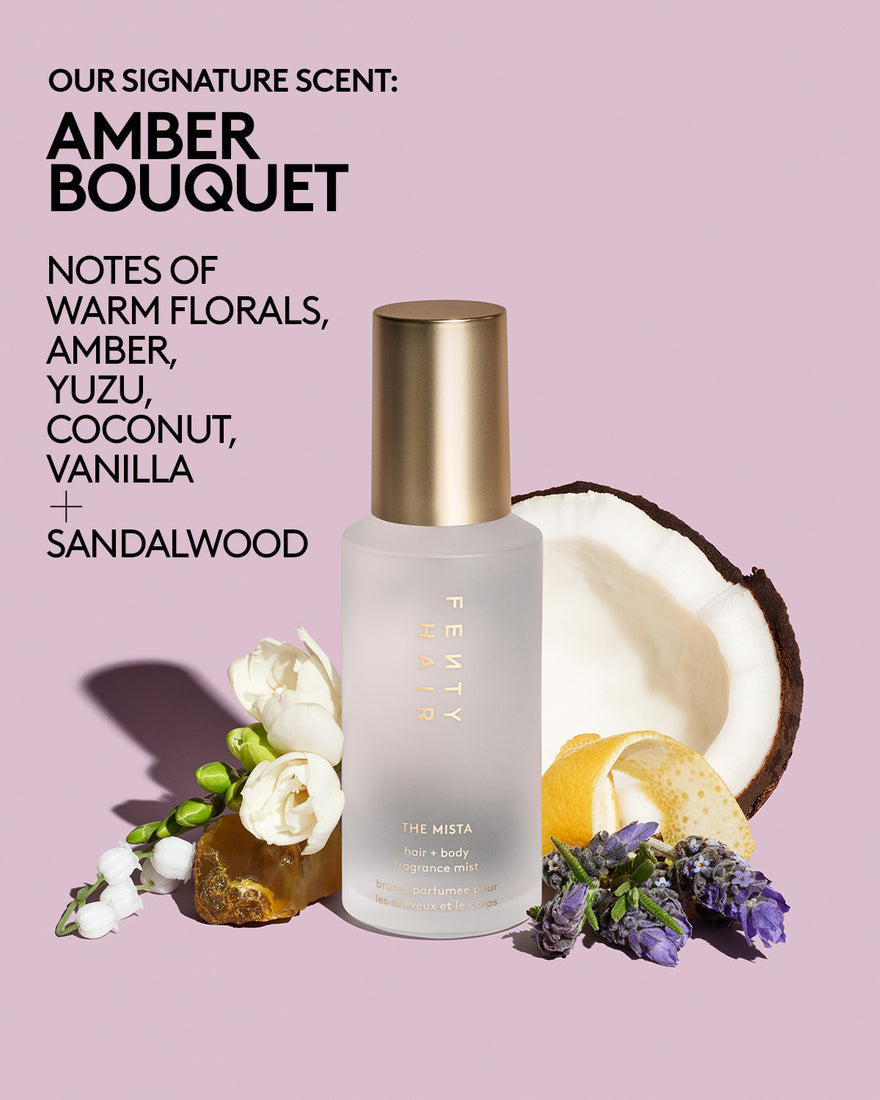 OUR SIGNATURE SCENT:
AMBER
BOUQUET
NOTES OF
WARM FLORALS,
AMBER,
YUZU,
COCONUT,
VANILLA
+
SANDALWOOD
FENTY
HAIR
THE MISTA
hair + body
fragrance mist
brume parfumée pour
les cheveux et le corps